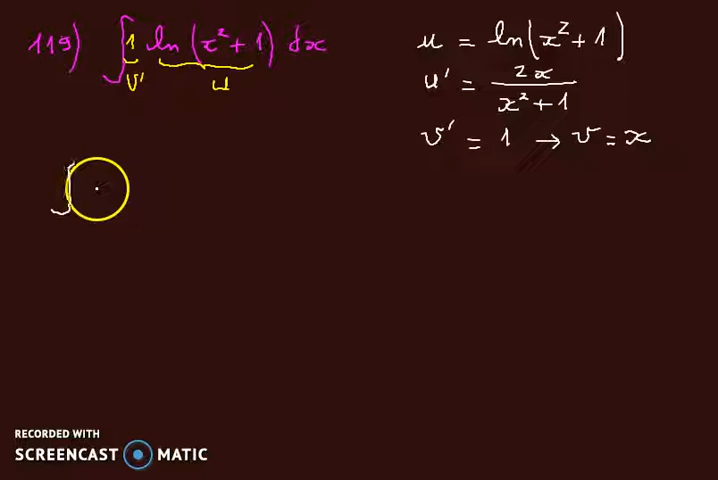 119) ∫ 1 ln(x²+1) dx
v' u
u = ln(x²+1)
u' = 2x / x²+1
v' = 1 → v = x
∫
RECORDED WITH
SCREENCAST MATIC